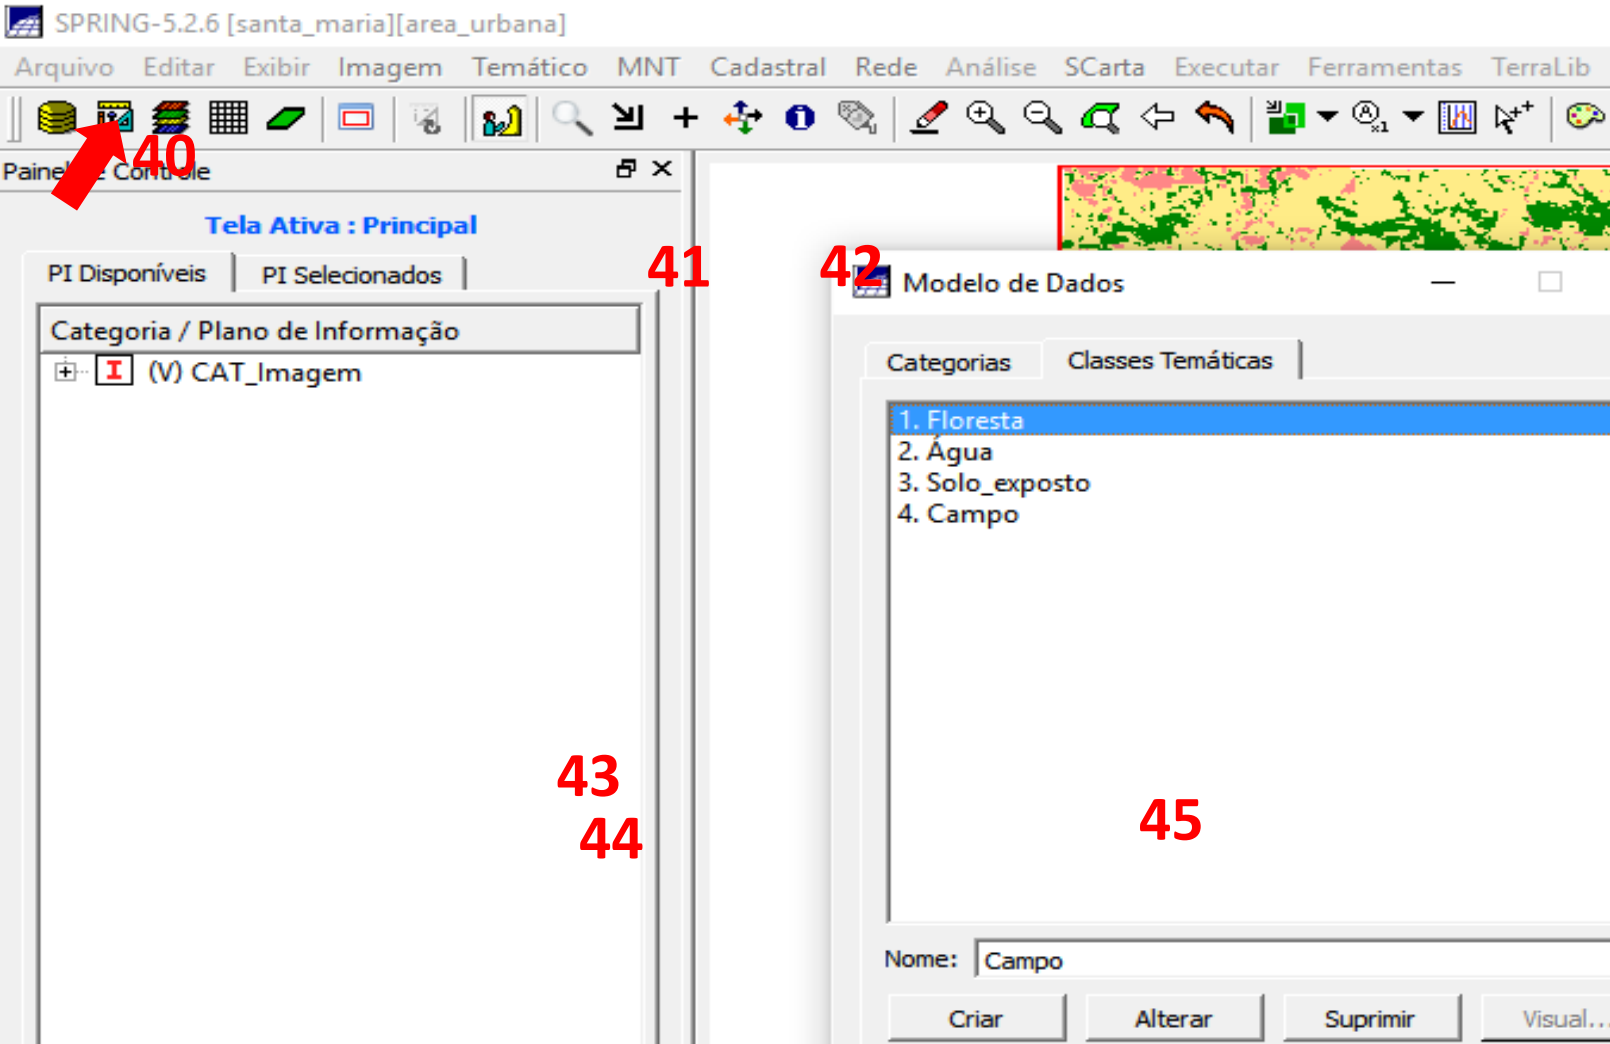 SPRING-5.2.6 [santa_maria][area_urbana]
Arquivo Editar Exibir Imagem Temático MNT Cadastral Rede Análise SCarta Executar Ferramentas TerraLib
40
Controle
Tela Ativa : Principal
PI Disponíveis PI Selecionados
41
42
Modelo de Dados
Categoria / Plano de Informação
(V) CAT_Imagem
Categorias Classes Temáticas
1. Floresta
2. Água
3. Solo_exposto
4. Campo
43
44
45
Nome: Campo
Criar Alterar Suprimir Visual...